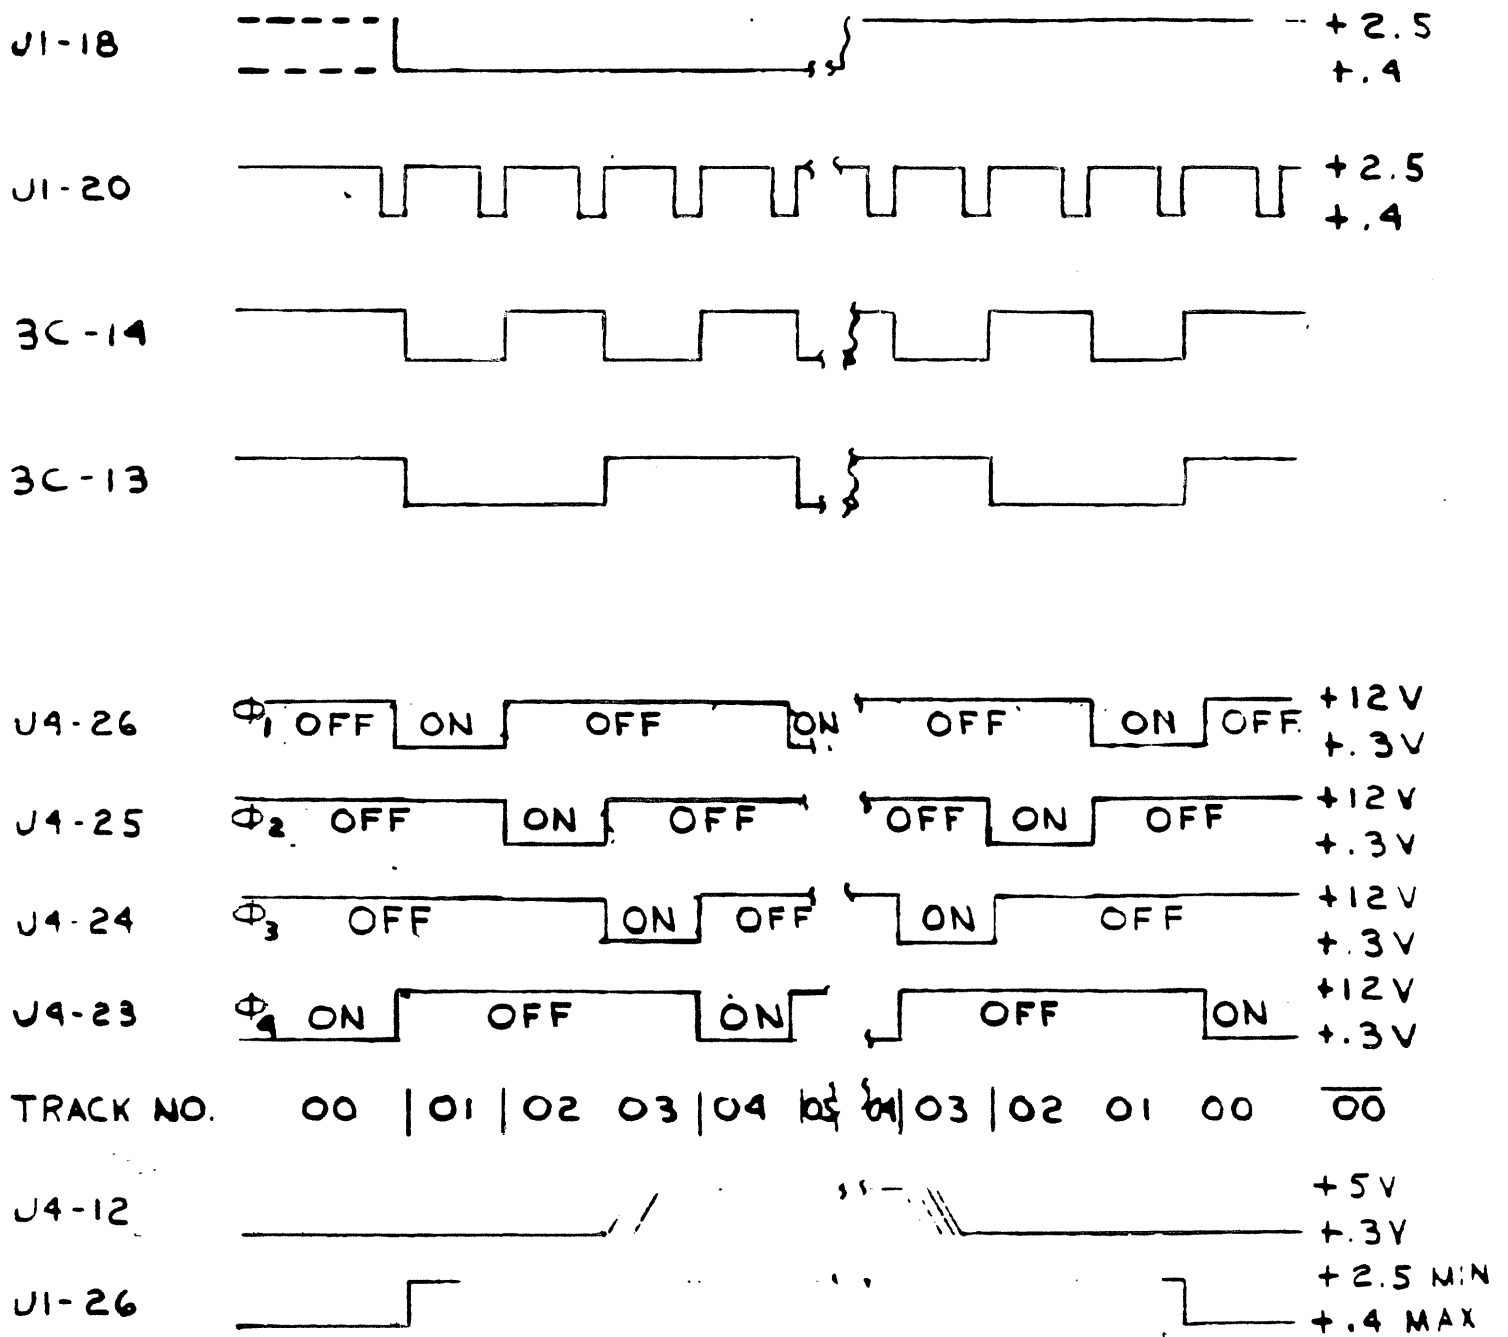 J1-18 +2.5
+.4
J1-20 +2.5
+.4
3C-14
3C-13
J4-26 Φ1 OFF ON OFF ON OFF ON OFF +12V
+.3V
J4-25 Φ2 OFF ON OFF OFF ON OFF +12V
+.3V
J4-24 Φ3 OFF ON OFF ON OFF +12V
+.3V
J4-23 Φ4 ON OFF ON OFF ON +12V
+.3V
TRACK NO. 00 01 02 03 04 05 04 03 02 01 00 0̅0̅
J4-12 +5V
+.3V
J1-26 +2.5 MIN
+.4 MAX